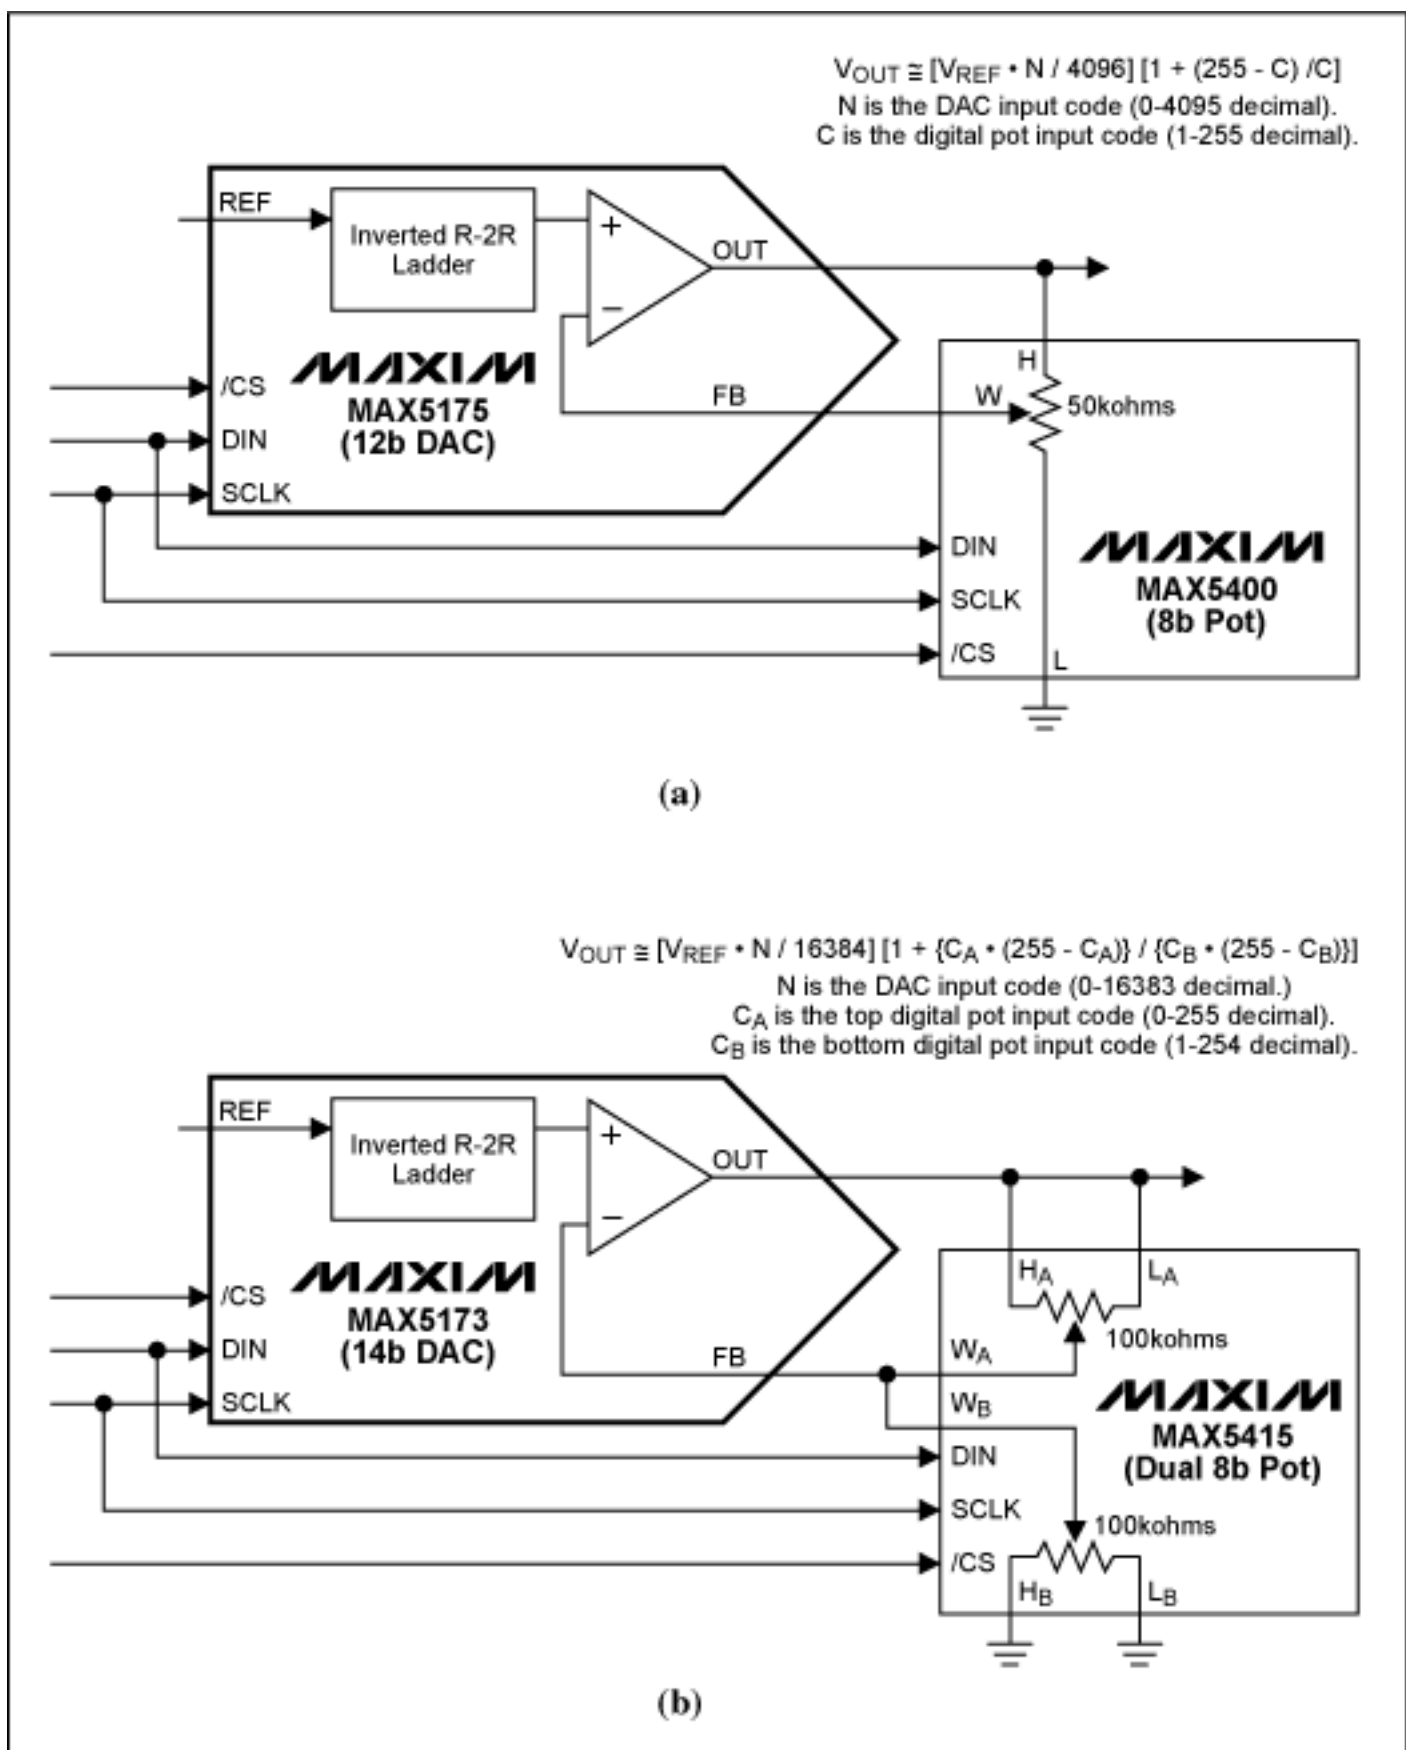 VOUT ≅ [VREF • N / 4096] [1 + (255 - C) /C]
N is the DAC input code (0-4095 decimal).
C is the digital pot input code (1-255 decimal).
REF
Inverted R-2R
Ladder
+
−
OUT
MAXIM
MAX5175
(12b DAC)
/CS
DIN
SCLK
FB
H
W
50kohms
DIN
SCLK
/CS
MAXIM
MAX5400
(8b Pot)
L
(a)
VOUT ≅ [VREF • N / 16384] [1 + {CA • (255 - CA)} / {CB • (255 - CB)}]
N is the DAC input code (0-16383 decimal.)
CA is the top digital pot input code (0-255 decimal).
CB is the bottom digital pot input code (1-254 decimal).
REF
Inverted R-2R
Ladder
+
−
OUT
MAXIM
MAX5173
(14b DAC)
/CS
DIN
SCLK
FB
HA
LA
100kohms
WA
WB
DIN
SCLK
/CS
MAXIM
MAX5415
(Dual 8b Pot)
100kohms
HB
LB
(b)